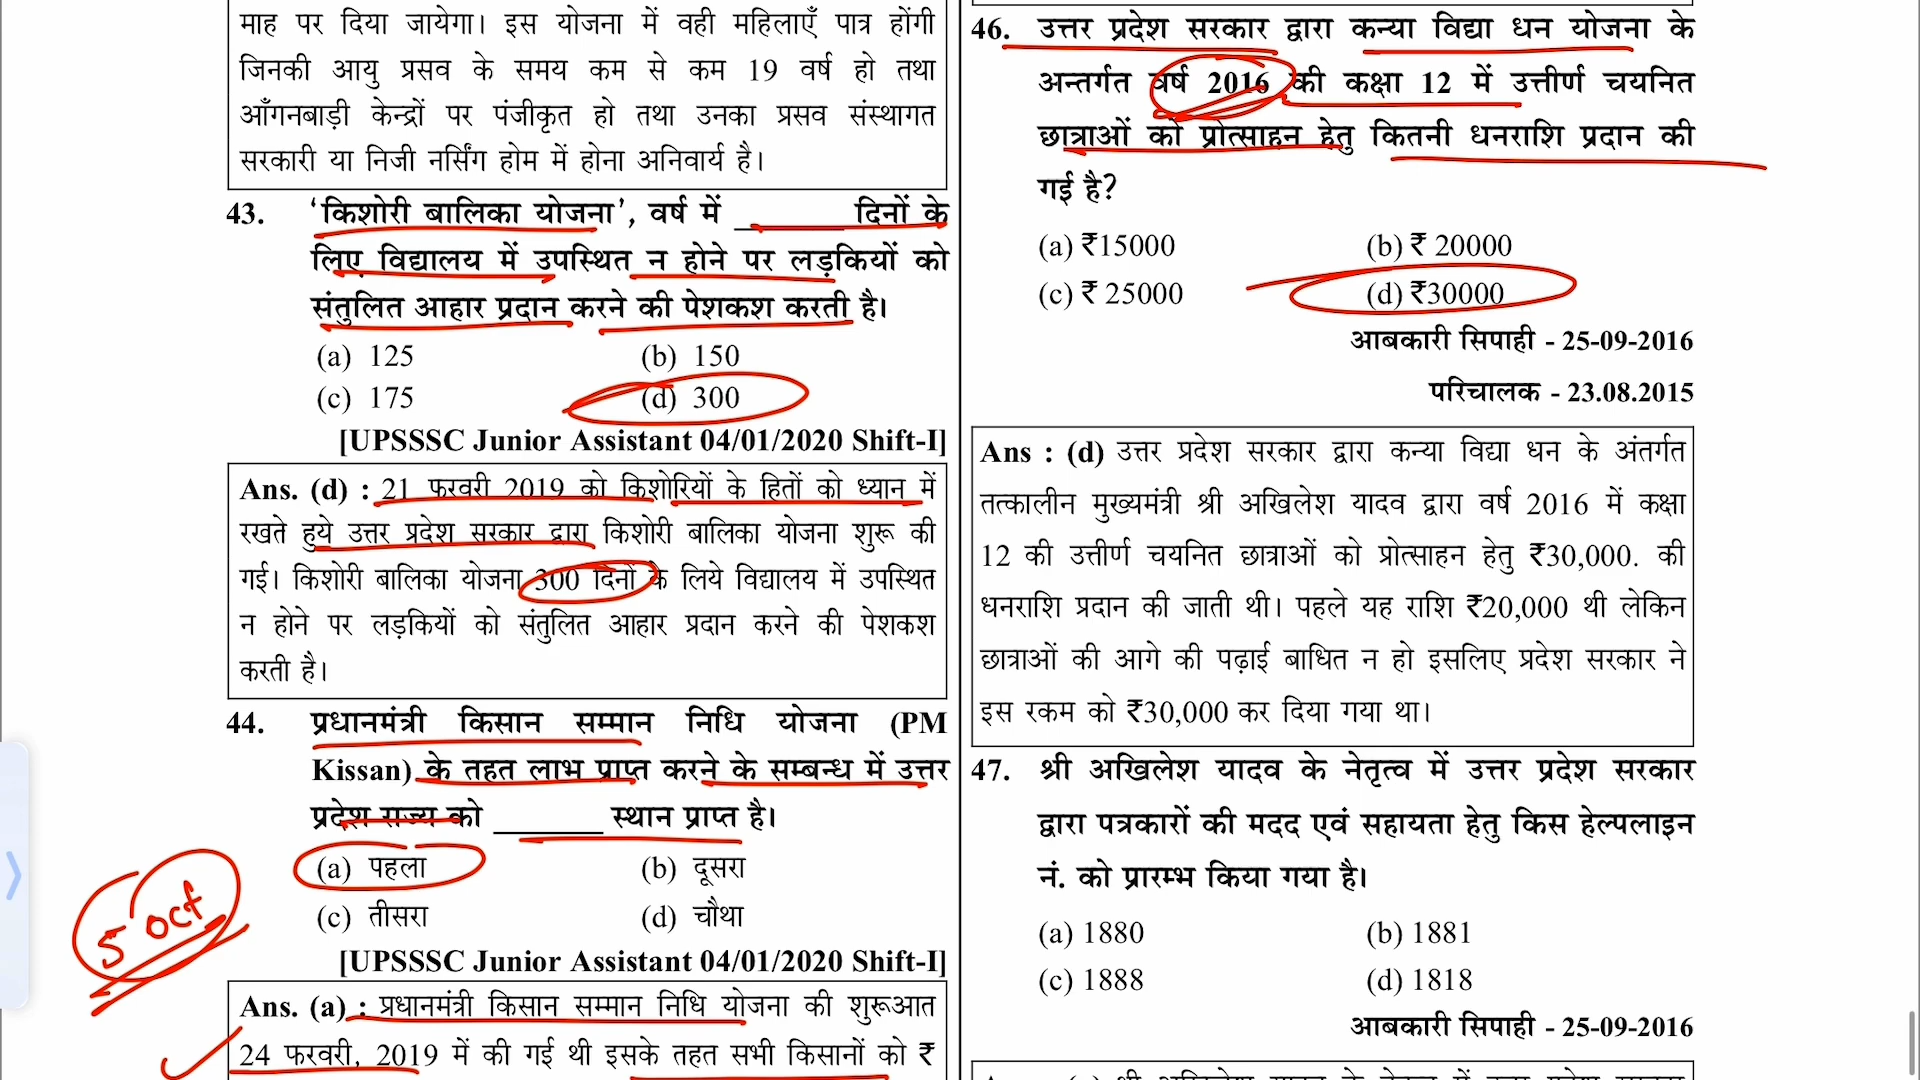 माह पर दिया जायेगा। इस योजना में वही महिलाएँ पात्र होंगी
जिनकी आयु प्रसव के समय कम से कम 19 वर्ष हो तथा
आँगनबाड़ी केन्द्रों पर पंजीकृत हो तथा उनका प्रसव संस्थागत
सरकारी या निजी नर्सिंग होम में होना अनिवार्य है।
43. 'किशोरी बालिका योजना', वर्ष में ________ दिनों के
लिए विद्यालय में उपस्थित न होने पर लड़कियों को
संतुलित आहार प्रदान करने की पेशकश करती है।
(a) 125 (b) 150
(c) 175 (d) 300
[UPSSSC Junior Assistant 04/01/2020 Shift-I]
Ans. (d) : 21 फरवरी 2019 को किशोरियों के हितों को ध्यान में
रखते हुये उत्तर प्रदेश सरकार द्वारा किशोरी बालिका योजना शुरू की
गई। किशोरी बालिका योजना 300 दिनों के लिये विद्यालय में उपस्थित
न होने पर लड़कियों को संतुलित आहार प्रदान करने की पेशकश
करती है।
44. प्रधानमंत्री किसान सम्मान निधि योजना (PM
Kissan) के तहत लाभ प्राप्त करने के सम्बन्ध में उत्तर
प्रदेश राज्य को ________ स्थान प्राप्त है।
(a) पहला (b) दूसरा
(c) तीसरा (d) चौथा
5 oct
[UPSSSC Junior Assistant 04/01/2020 Shift-I]
Ans. (a) : प्रधानमंत्री किसान सम्मान निधि योजना की शुरूआत
24 फरवरी, 2019 में की गई थी इसके तहत सभी किसानों को ₹
46. उत्तर प्रदेश सरकार द्वारा कन्या विद्या धन योजना के
अन्तर्गत वर्ष 2016 की कक्षा 12 में उत्तीर्ण चयनित
छात्राओं को प्रोत्साहन हेतु कितनी धनराशि प्रदान की
गई है?
(a) ₹15000 (b) ₹ 20000
(c) ₹ 25000 (d) ₹30000
आबकारी सिपाही - 25-09-2016
परिचालक - 23.08.2015
Ans : (d) उत्तर प्रदेश सरकार द्वारा कन्या विद्या धन के अंतर्गत
तत्कालीन मुख्यमंत्री श्री अखिलेश यादव द्वारा वर्ष 2016 में कक्षा
12 की उत्तीर्ण चयनित छात्राओं को प्रोत्साहन हेतु ₹30,000. की
धनराशि प्रदान की जाती थी। पहले यह राशि ₹20,000 थी लेकिन
छात्राओं की आगे की पढ़ाई बाधित न हो इसलिए प्रदेश सरकार ने
इस रकम को ₹30,000 कर दिया गया था।
47. श्री अखिलेश यादव के नेतृत्व में उत्तर प्रदेश सरकार
द्वारा पत्रकारों की मदद एवं सहायता हेतु किस हेल्पलाइन
नं. को प्रारम्भ किया गया है।
(a) 1880 (b) 1881
(c) 1888 (d) 1818
आबकारी सिपाही - 25-09-2016